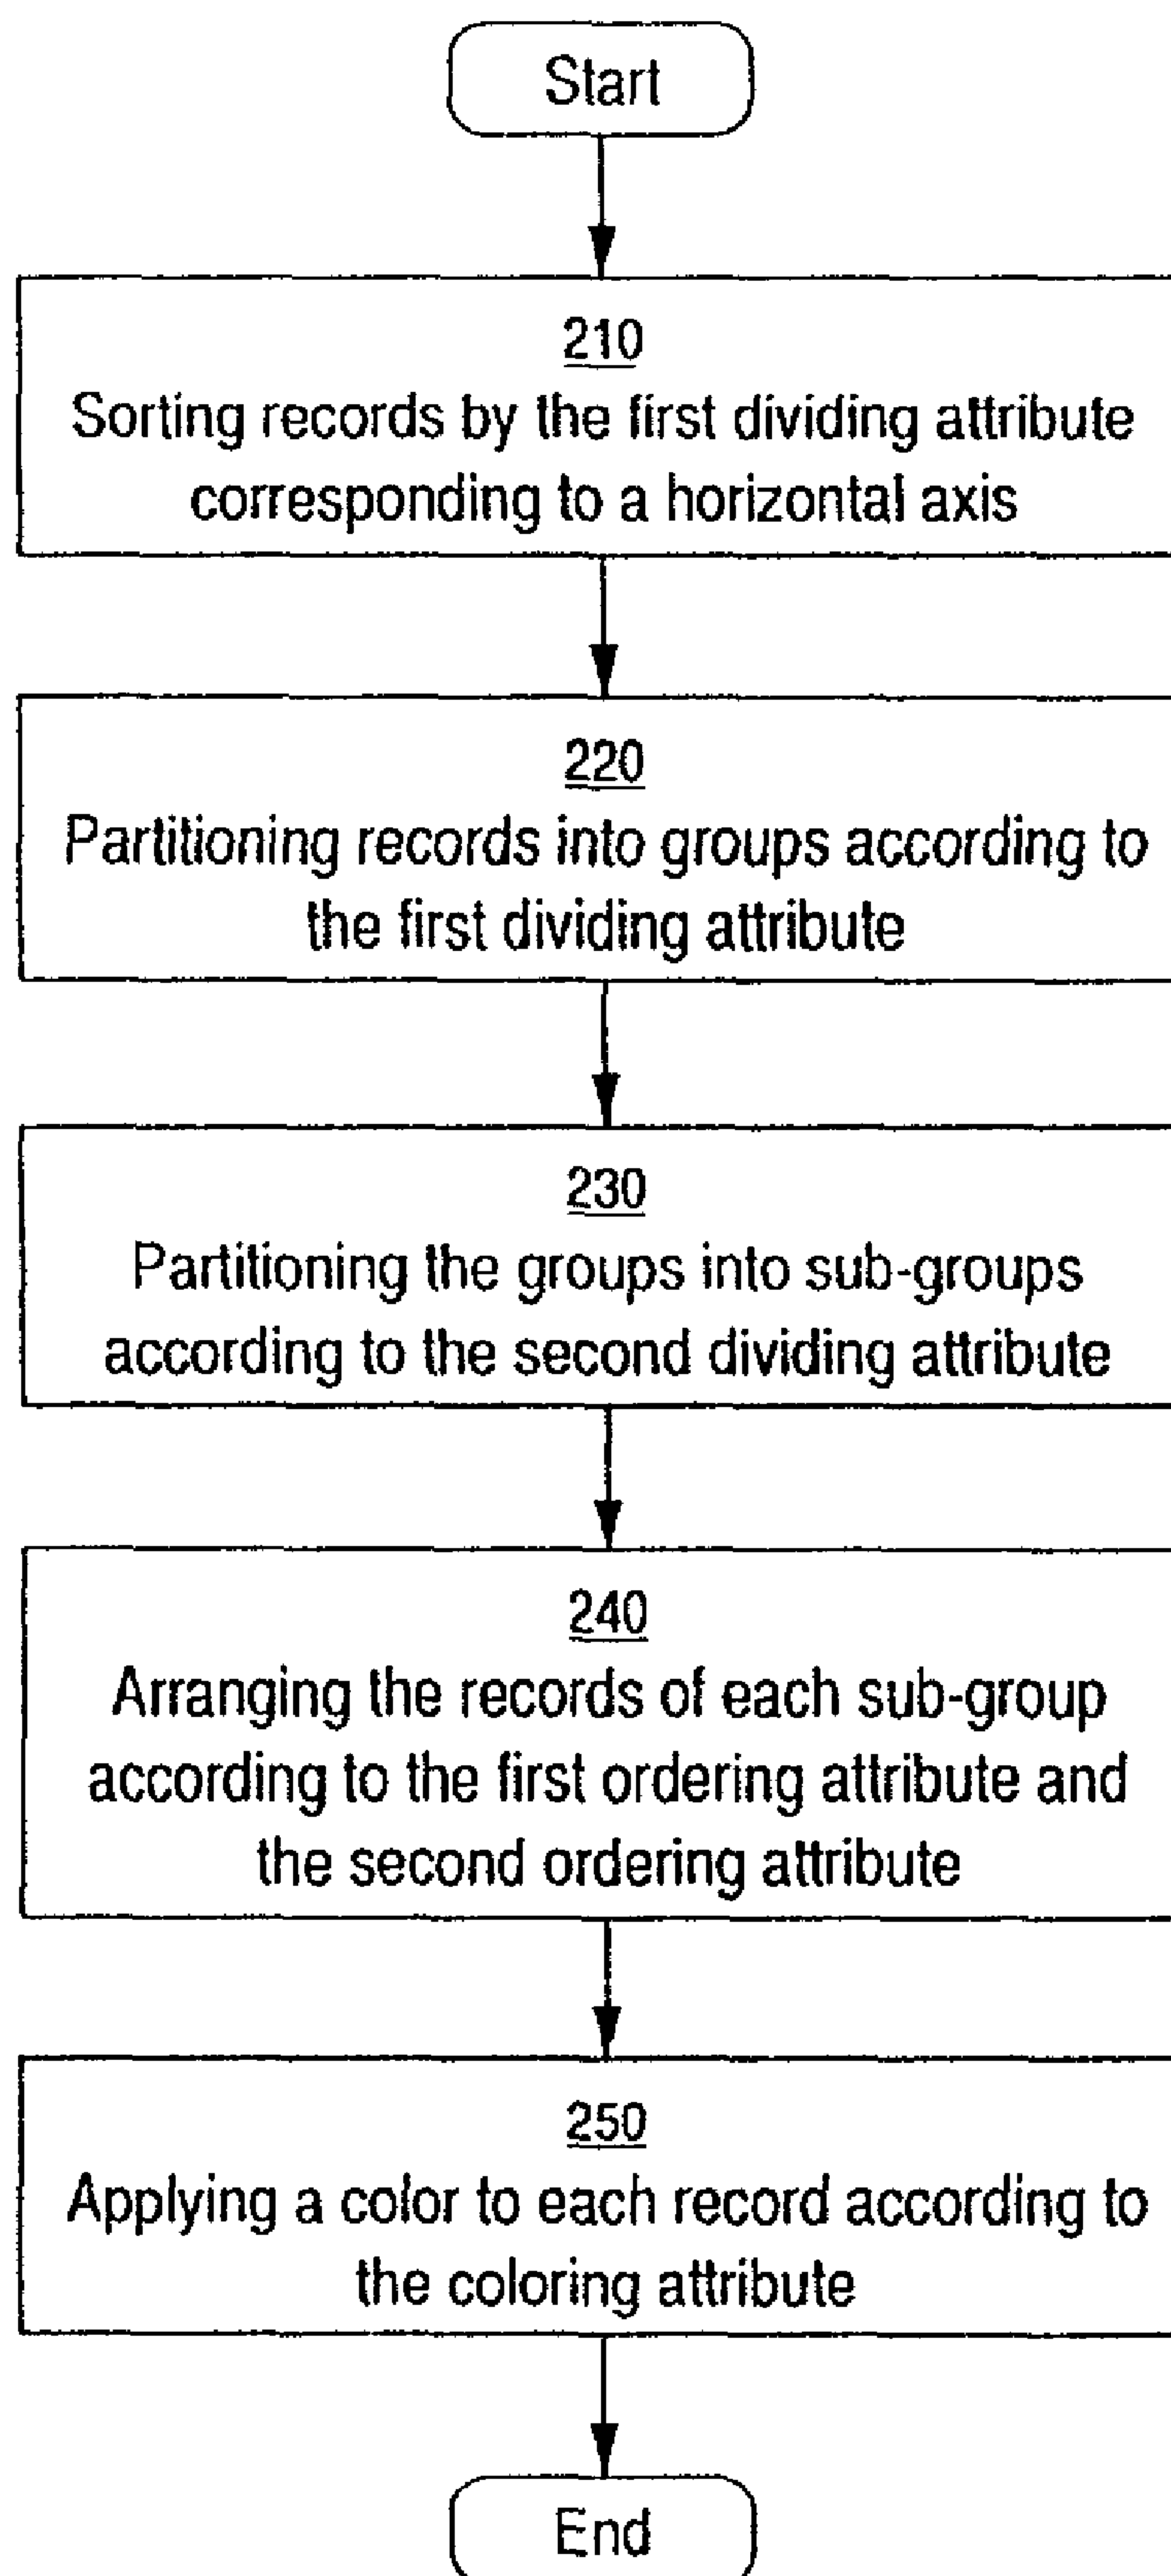 Start
210
Sorting records by the first dividing attribute
corresponding to a horizontal axis
220
Partitioning records into groups according to
the first dividing attribute
230
Partitioning the groups into sub-groups
according to the second dividing attribute
240
Arranging the records of each sub-group
according to the first ordering attribute and
the second ordering attribute
250
Applying a color to each record according to
the coloring attribute
End